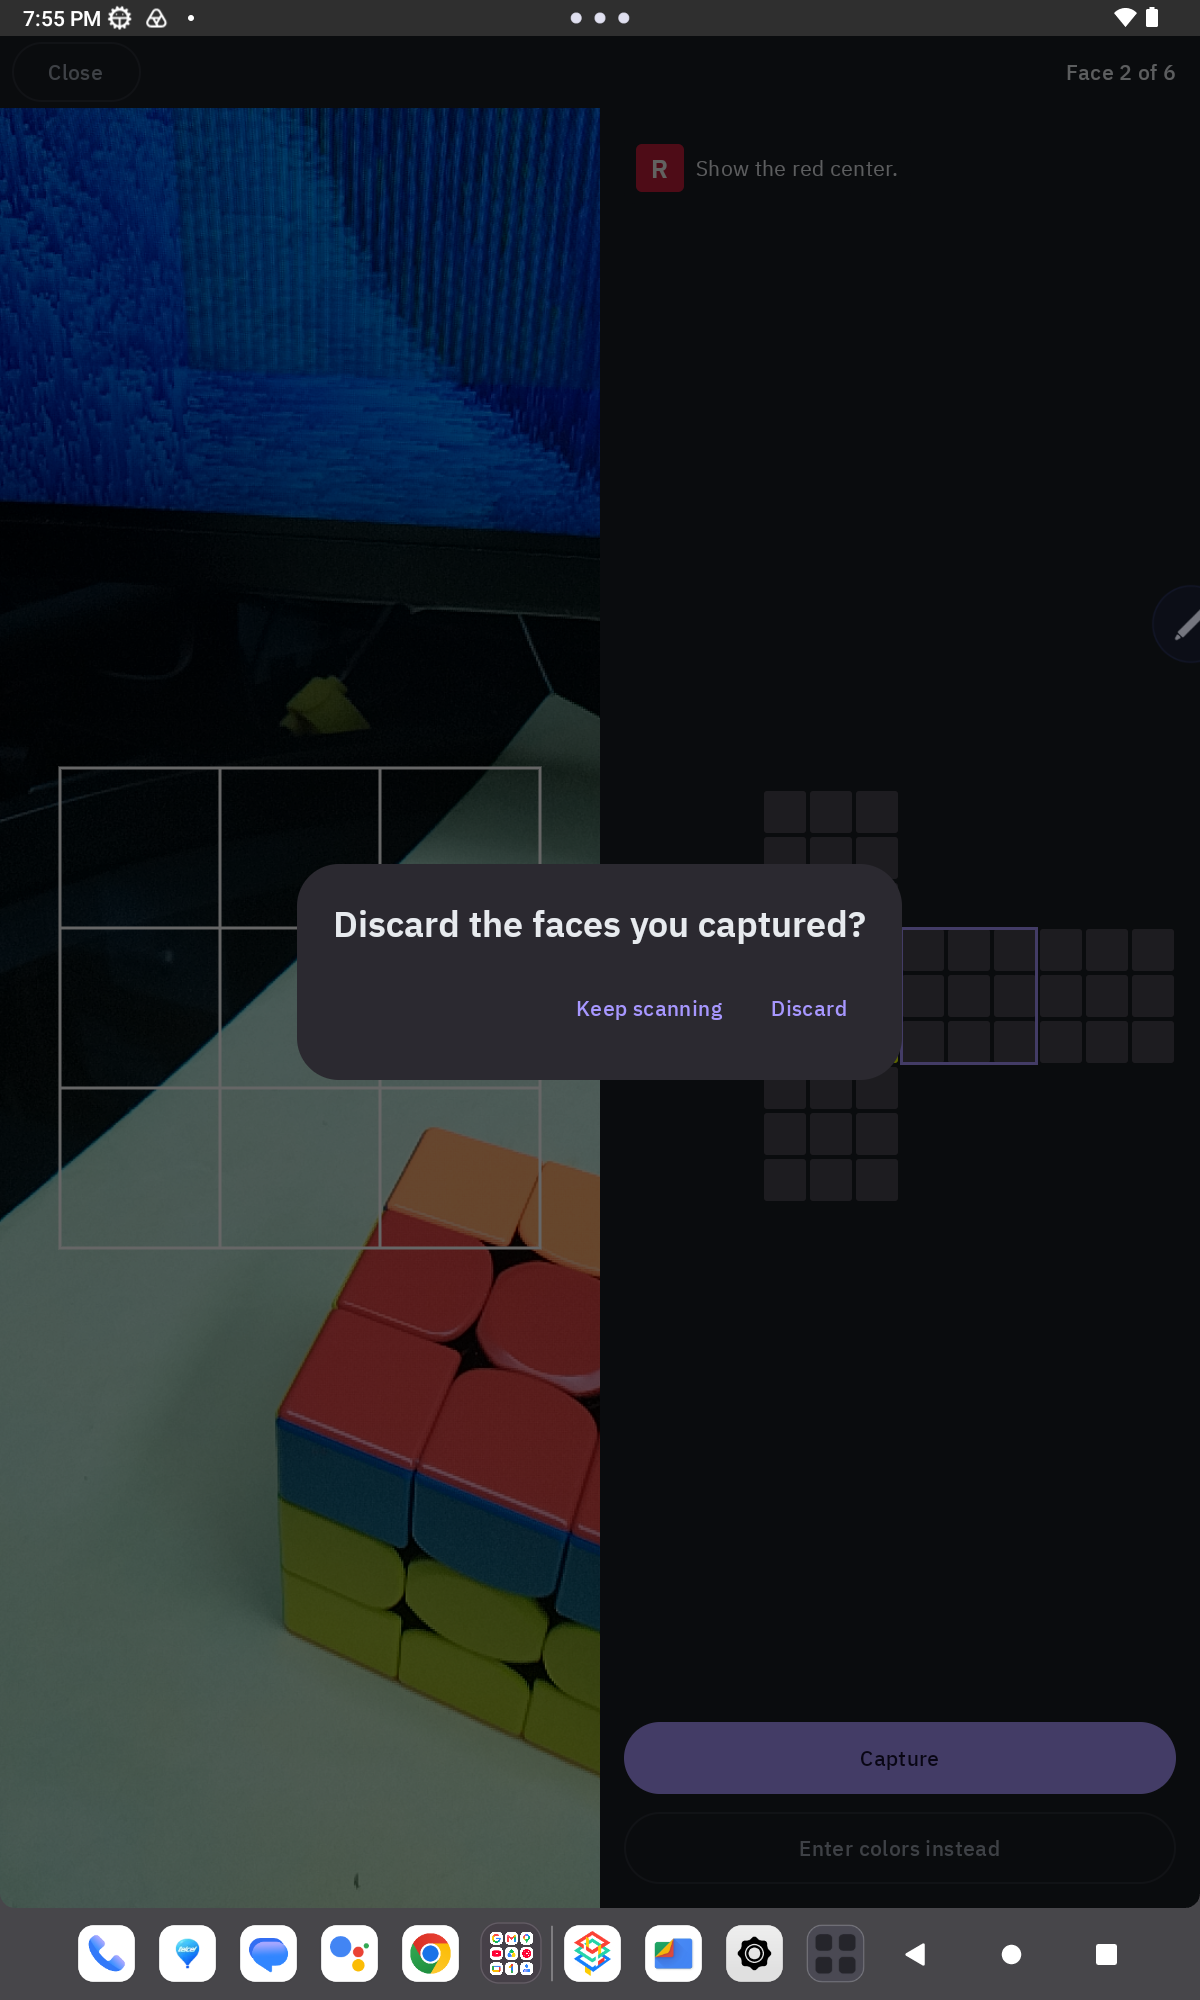 7:55 PM
Close
Face 2 of 6
R
Show the red center.
Discard the faces you captured?
Keep scanning
Discard
Capture
Enter colors instead
telcel